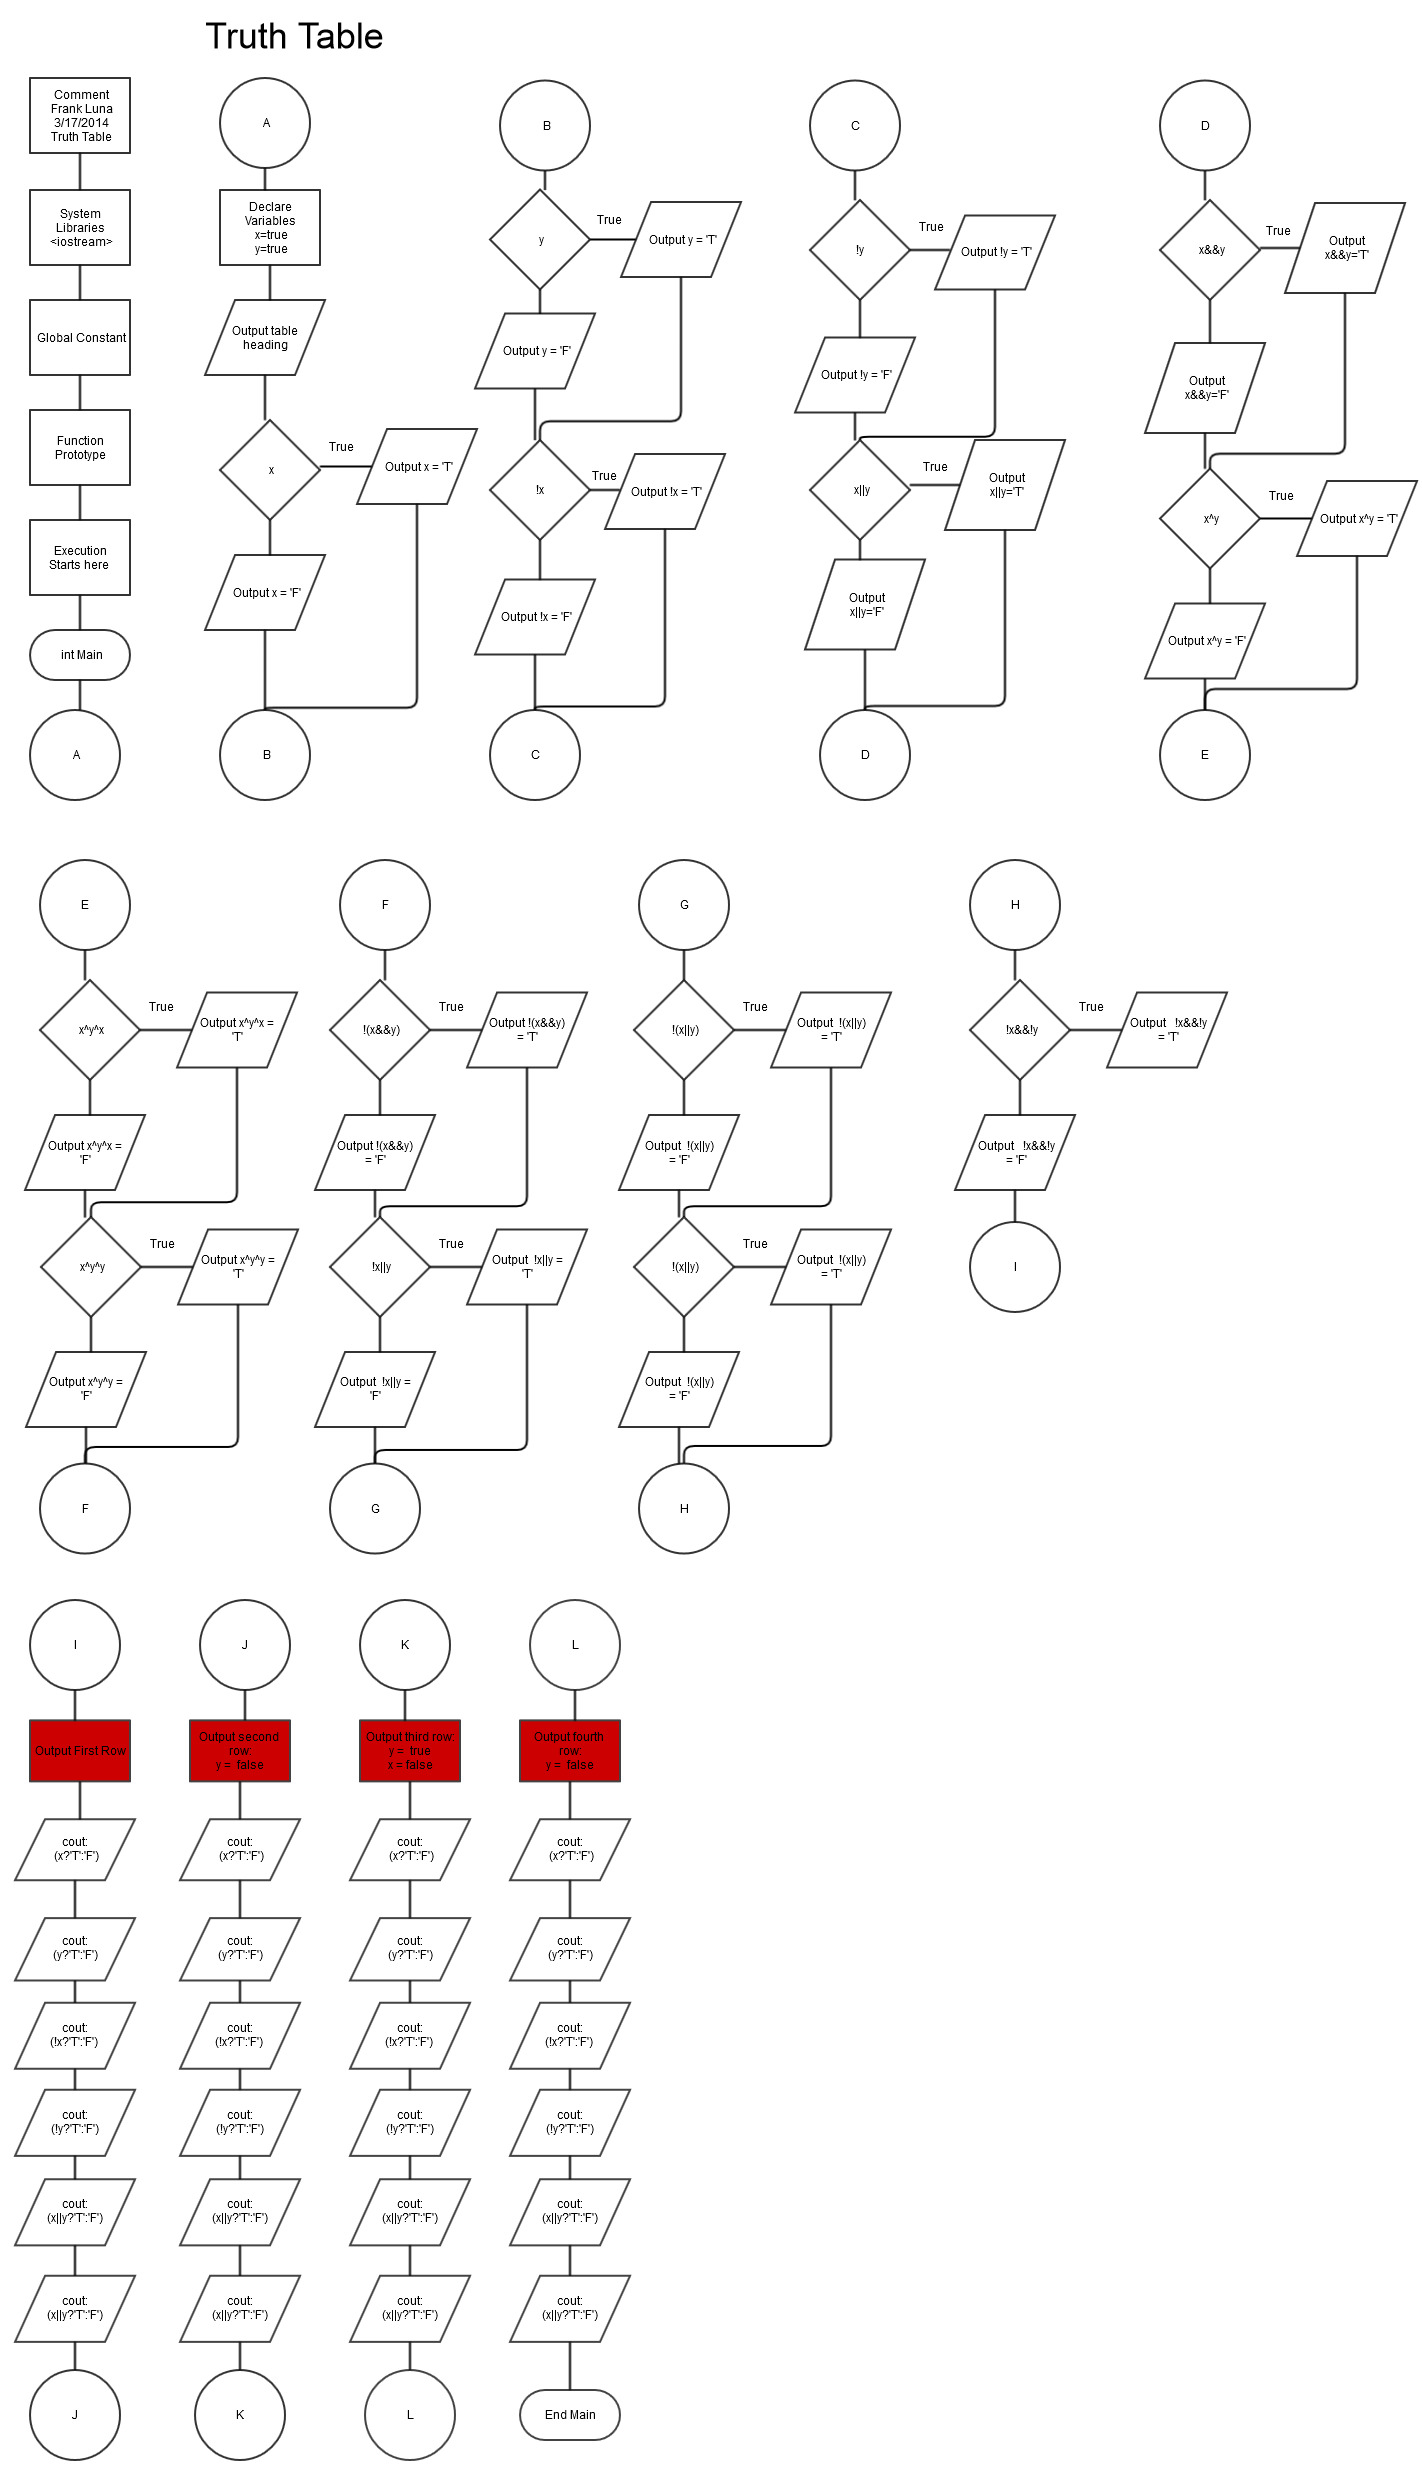 Truth Table
Comment
Frank Luna
3/17/2014
Truth Table
System
Libraries
<iostream>
Global Constant
Function
Prototype
Execution
Starts here
int Main
A
A
Declare
Variables
x=true
y=true
Output table
heading
x
True
Output x = 'T'
Output x = 'F'
B
B
y
True
Output y = 'T'
Output y = 'F'
!x
True
Output !x = 'T'
Output !x = 'F'
C
C
!y
True
Output !y = 'T'
Output !y = 'F'
x||y
True
Output
x||y='T'
Output
x||y='F'
D
D
x&&y
True
Output
x&&y='T'
Output
x&&y='F'
x^y
True
Output x^y = 'T'
Output x^y = 'F'
E
E
x^y^x
True
Output x^y^x =
'T'
Output x^y^x =
'F'
x^y^y
True
Output x^y^y =
'T'
Output x^y^y =
'F'
F
F
!(x&&y)
True
Output !(x&&y)
= 'T'
Output !(x&&y)
= 'F'
!x||y
True
Output !x||y =
'T'
Output !x||y =
'F'
G
G
!(x||y)
True
Output !(x||y)
= 'T'
Output !(x||y)
= 'F'
!(x||y)
True
Output !(x||y)
= 'T'
Output !(x||y)
= 'F'
H
H
!x&&!y
True
Output !x&&!y
= 'T'
Output !x&&!y
= 'F'
I
I
Output First Row
cout:
(x?'T':'F')
cout:
(y?'T':'F')
cout:
(!x?'T':'F')
cout:
(!y?'T':'F')
cout:
(x||y?'T':'F')
cout:
(x||y?'T':'F')
J
J
Output second
row:
y = false
cout:
(x?'T':'F')
cout:
(y?'T':'F')
cout:
(!x?'T':'F')
cout:
(!y?'T':'F')
cout:
(x||y?'T':'F')
cout:
(x||y?'T':'F')
K
K
Output third row:
y = true
x = false
cout:
(x?'T':'F')
cout:
(y?'T':'F')
cout:
(!x?'T':'F')
cout:
(!y?'T':'F')
cout:
(x||y?'T':'F')
cout:
(x||y?'T':'F')
L
L
Output fourth
row:
y = false
cout:
(x?'T':'F')
cout:
(y?'T':'F')
cout:
(!x?'T':'F')
cout:
(!y?'T':'F')
cout:
(x||y?'T':'F')
cout:
(x||y?'T':'F')
End Main